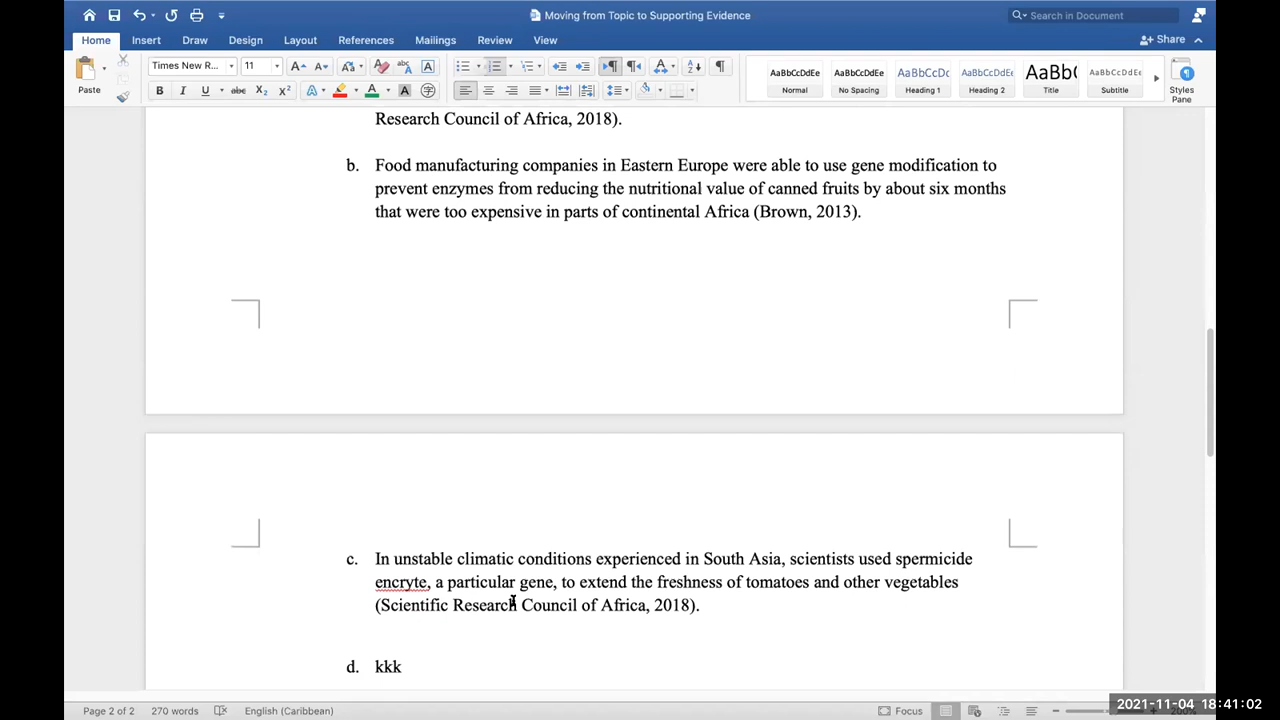 Moving from Topic to Supporting Evidence
Search in Document
Home Insert Draw Design Layout References Mailings Review View
Share
Paste
Times New R...
11
AaBbCcDdEe
Normal
AaBbCcDdEe
No Spacing
AaBbCcDc
Heading 1
AaBbCcDdEe
Heading 2
AaBb(
Title
AaBbCcDdEe
Subtitle
Styles
Pane
Research Council of Africa, 2018).
b. Food manufacturing companies in Eastern Europe were able to use gene modification to
prevent enzymes from reducing the nutritional value of canned fruits by about six months
that were too expensive in parts of continental Africa (Brown, 2013).
c. In unstable climatic conditions experienced in South Asia, scientists used spermicide
encryte, a particular gene, to extend the freshness of tomatoes and other vegetables
(Scientific Research Council of Africa, 2018).
d. kkk
Page 2 of 2 270 words English (Caribbean) Focus
2021-11-04 18:41:02